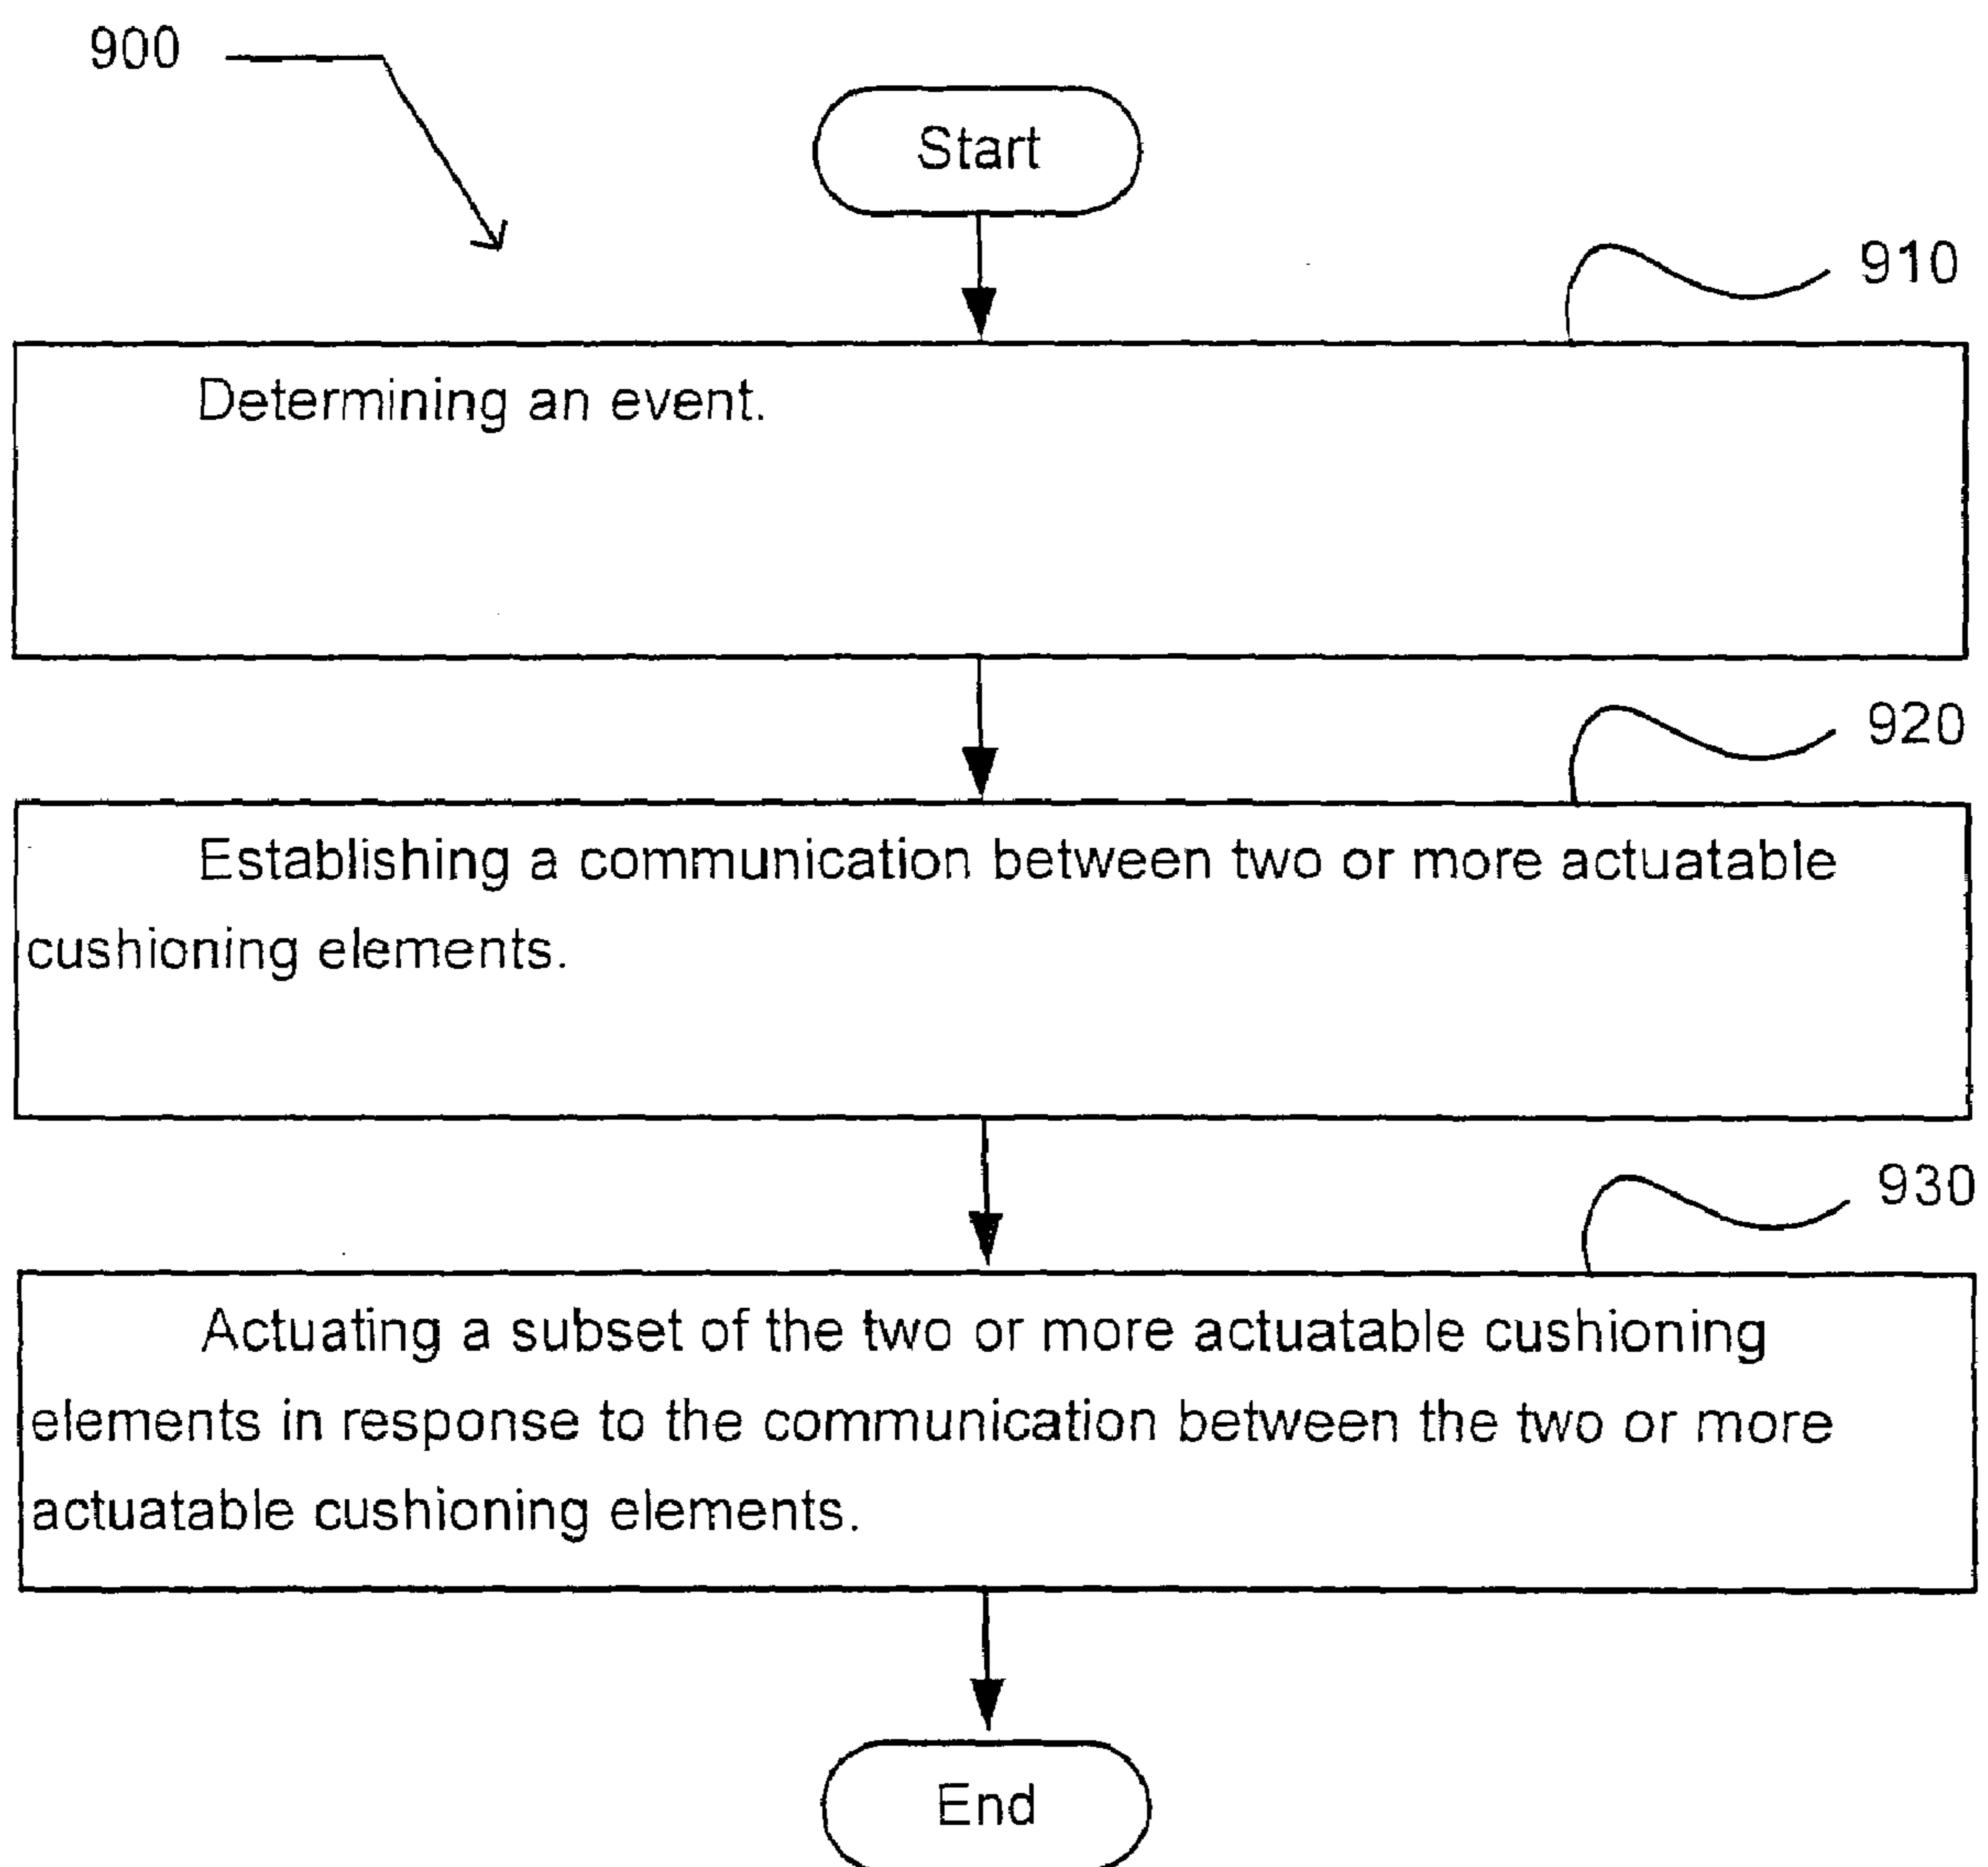 900
Start
910
Determining an event.
920
Establishing a communication between two or more actuatable
cushioning elements.
930
Actuating a subset of the two or more actuatable cushioning
elements in response to the communication between the two or more
actuatable cushioning elements.
End